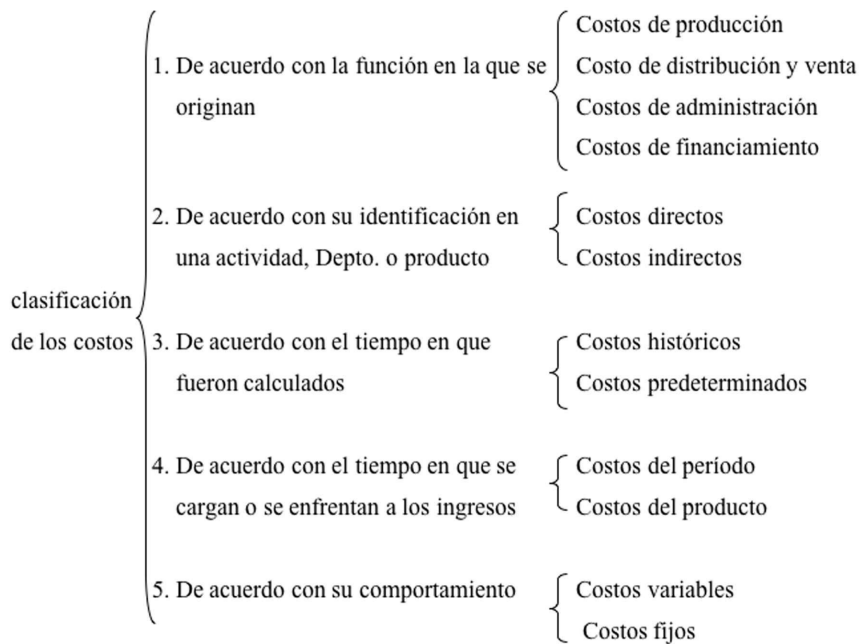 clasificación
de los costos
1. De acuerdo con la función en la que se
originan
Costos de producción
Costo de distribución y venta
Costos de administración
Costos de financiamiento
2. De acuerdo con su identificación en
una actividad, Depto. o producto
Costos directos
Costos indirectos
3. De acuerdo con el tiempo en que
fueron calculados
Costos históricos
Costos predeterminados
4. De acuerdo con el tiempo en que se
cargan o se enfrentan a los ingresos
Costos del período
Costos del producto
5. De acuerdo con su comportamiento
Costos variables
Costos fijos